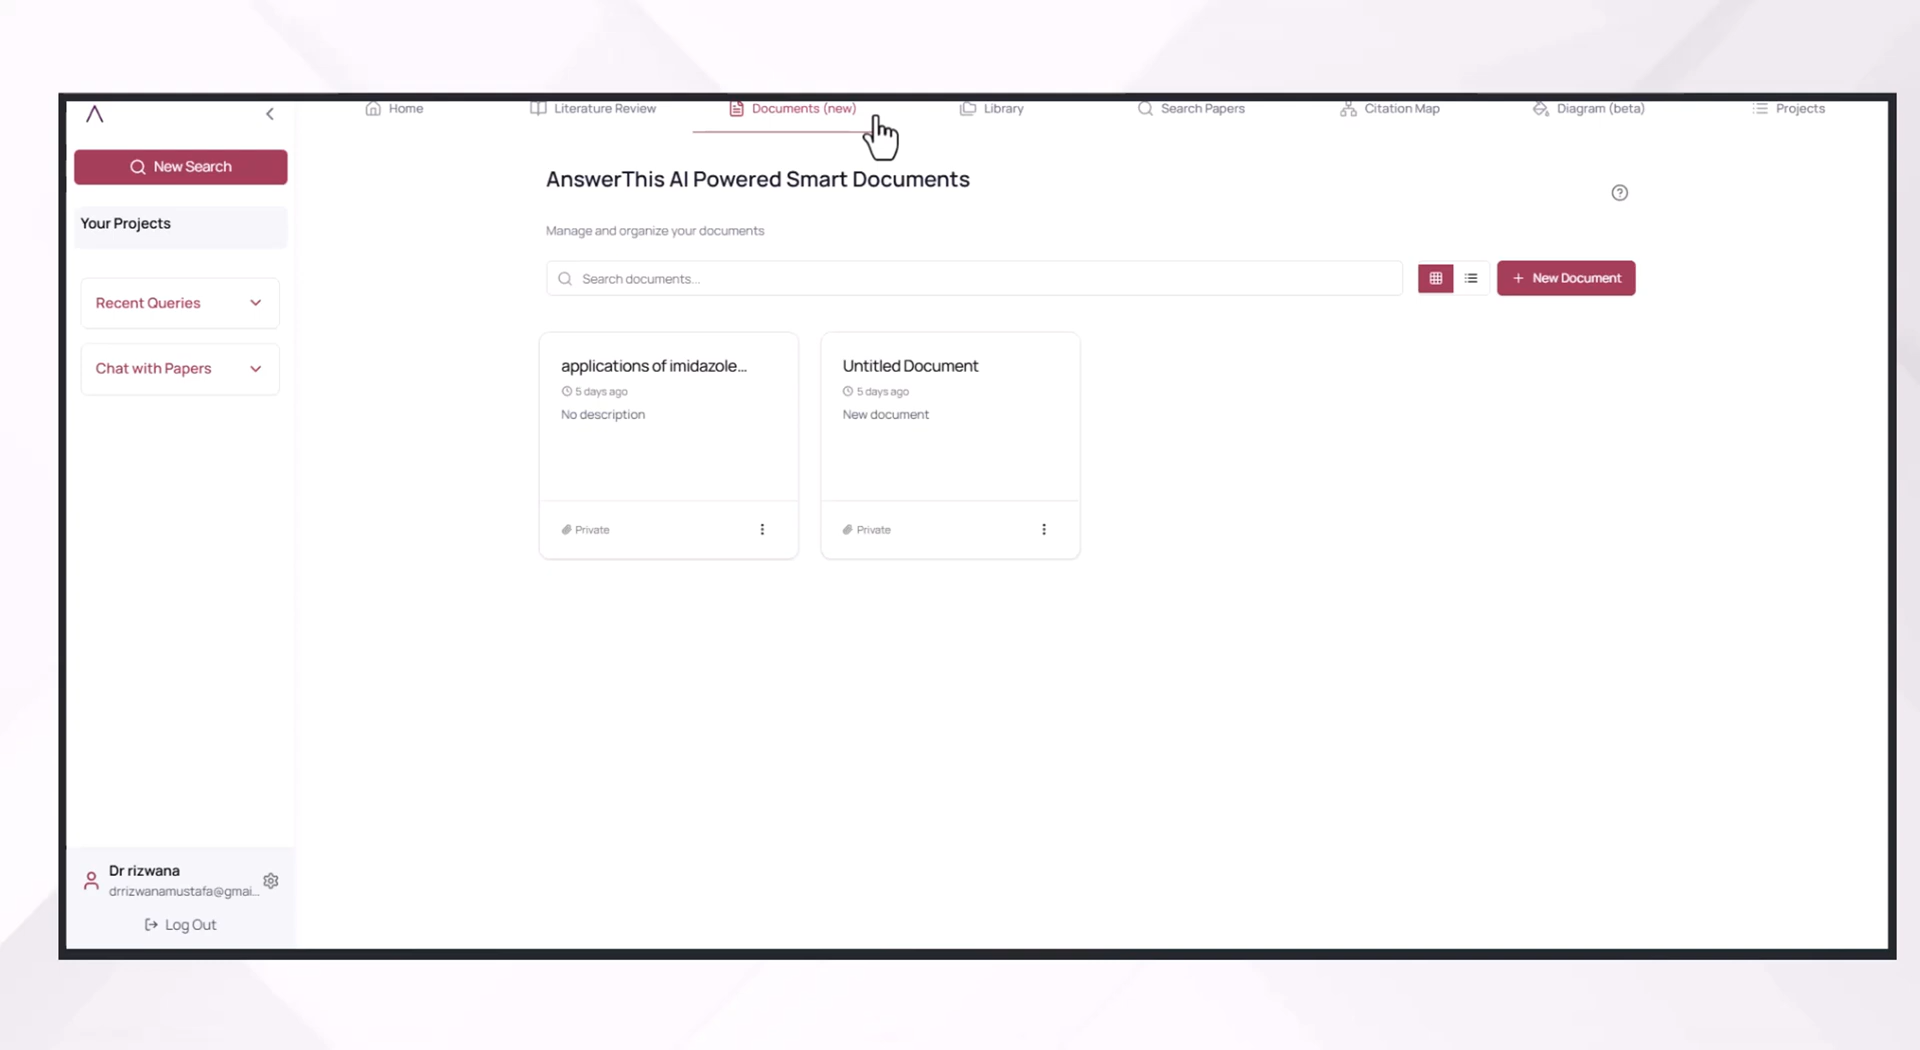 Home
Literature Review
Documents (new)
Library
Search Papers
Citation Map
Diagram (beta)
Projects
New Search
Your Projects
Recent Queries
Chat with Papers
AnswerThis AI Powered Smart Documents
Manage and organize your documents
Search documents...
+ New Document
applications of imidazole...
5 days ago
No description
Private
Untitled Document
5 days ago
New document
Private
Dr rizwana
drrizwanamustafa@gmai...
Log Out